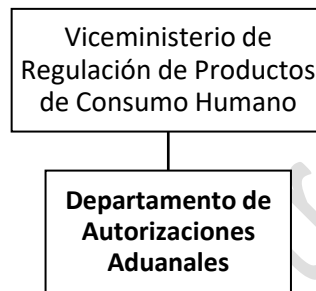 Viceministerio de
Regulación de Productos
de Consumo Humano
Departamento de
Autorizaciones
Aduanales